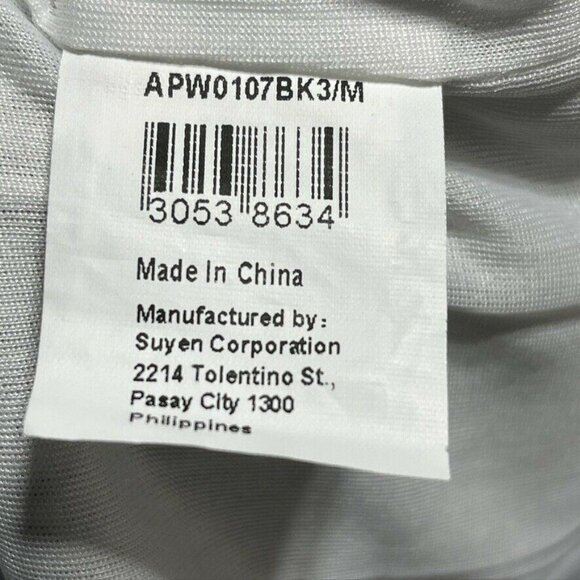 APW0107BK3/M
3053 8634
Made In China
Manufactured by:
Suyen Corporation
2214 Tolentino St.,
Pasay City 1300
Philippines